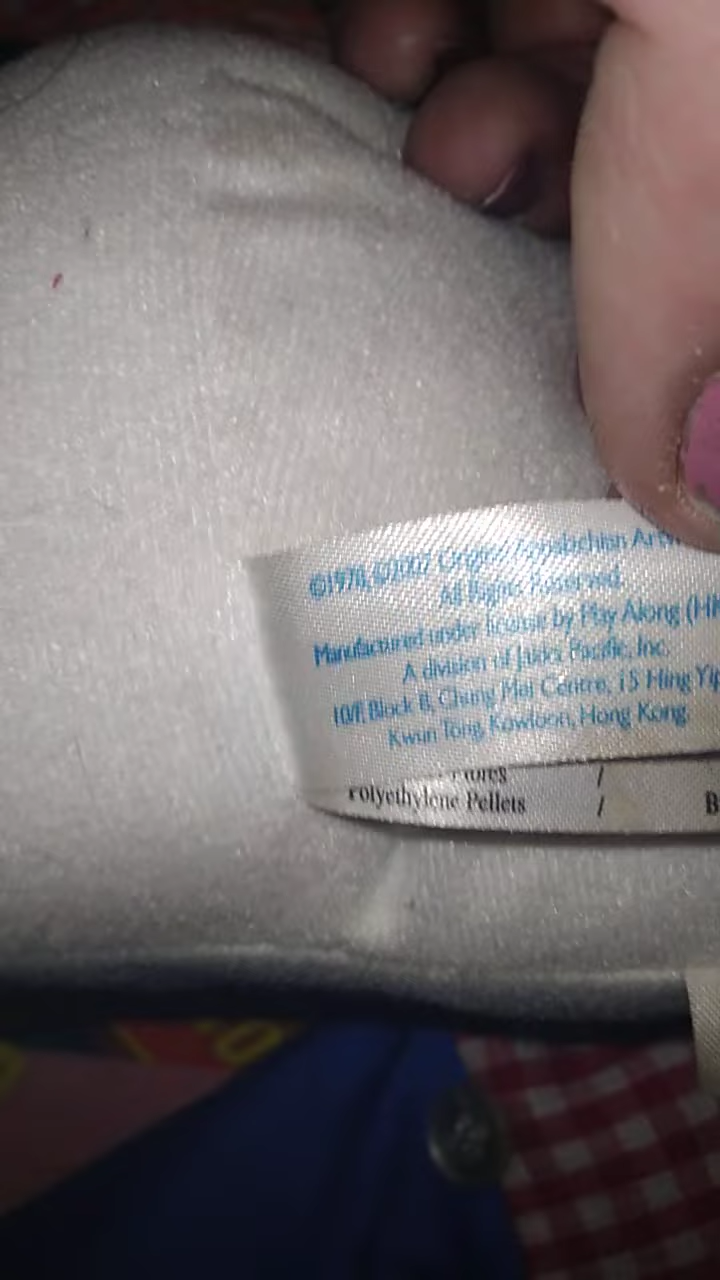 ©1978, ©2007 Original Appalachian Artw
All Rights Reserved.
Manufactured under license by Play Along (HK
A division of Jakks Pacific, Inc.
10/F, Block B, Chung Mei Centre, 15 Hing Yip
Kwun Tong, Kowloon, Hong Kong
/
Polyethylene Pellets / B